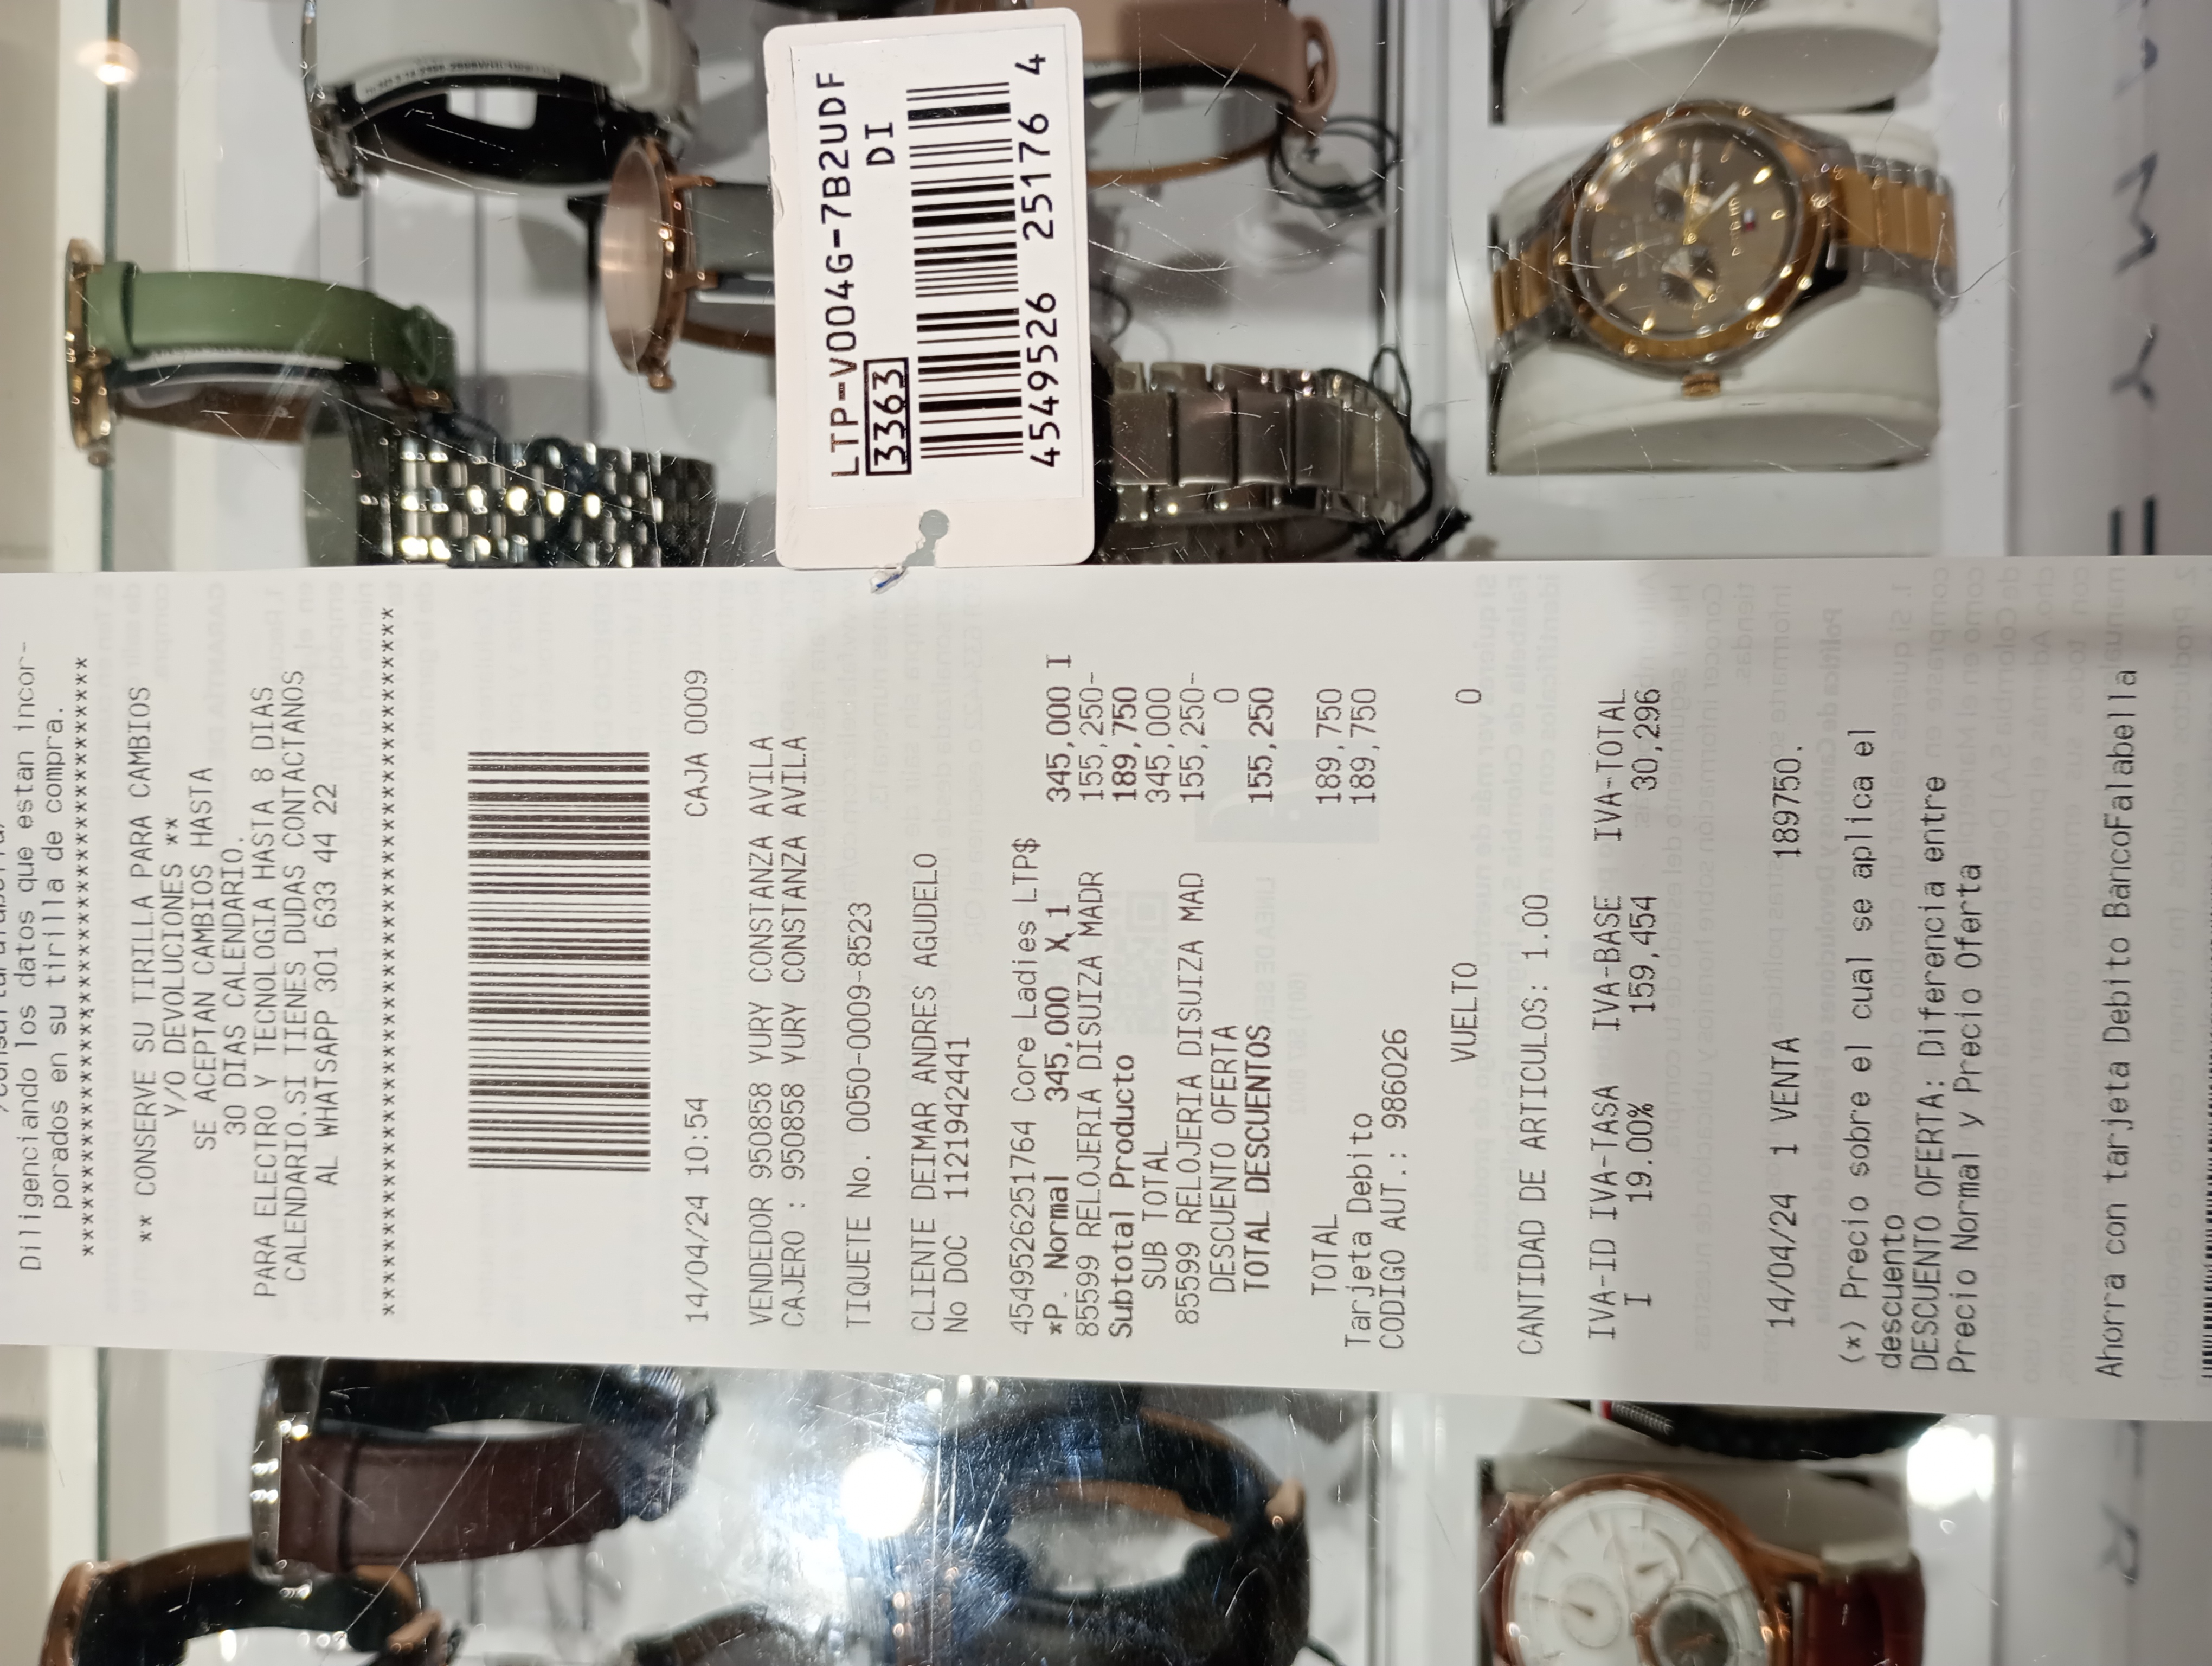 LTP-V004G-7B2UDF
DI
3363
4549526 25176 4
Diligenciando los datos que estan incor-
porados en su tirilla de compra.
****************************************
** CONSERVE SU TIRILLA PARA CAMBIOS
Y/O DEVOLUCIONES **
SE ACEPTAN CAMBIOS HASTA
30 DIAS CALENDARIO.
PARA ELECTRO Y TECNOLOGIA HASTA 8 DIAS
CALENDARIO.SI TIENES DUDAS CONTACTANOS
AL WHATSAPP 301 633 44 22
****************************************
14/04/24 10:54 CAJA 0009
VENDEDOR 950858 YURY CONSTANZA AVILA
CAJERO : 950858 YURY CONSTANZA AVILA
TIQUETE No. 0050-0009-8523
CLIENTE DEIMAR ANDRES AGUDELO
No DOC 1121942441
4549526251764 Core Ladies LTP$
*P. Normal 345,000 X 1 345,000 I
85599 RELOJERIA DISUIZA MADR 155,250-
Subtotal Producto 189,750
SUB TOTAL 345,000
85599 RELOJERIA DISUIZA MAD 155,250-
DESCUENTO OFERTA 0
TOTAL DESCUENTOS 155,250
TOTAL 189,750
Tarjeta Debito 189,750
CODIGO AUT.: 986026
VUELTO 0
CANTIDAD DE ARTICULOS: 1.00
IVA-ID IVA-TASA IVA-BASE IVA-TOTAL
I 19.00% 159,454 30,296
14/04/24 1 VENTA 189750.
(*) Precio sobre el cual se aplica el
descuento
DESCUENTO OFERTA: Diferencia entre
Precio Normal y Precio Oferta
Ahorra con tarjeta Debito BancoFalabella